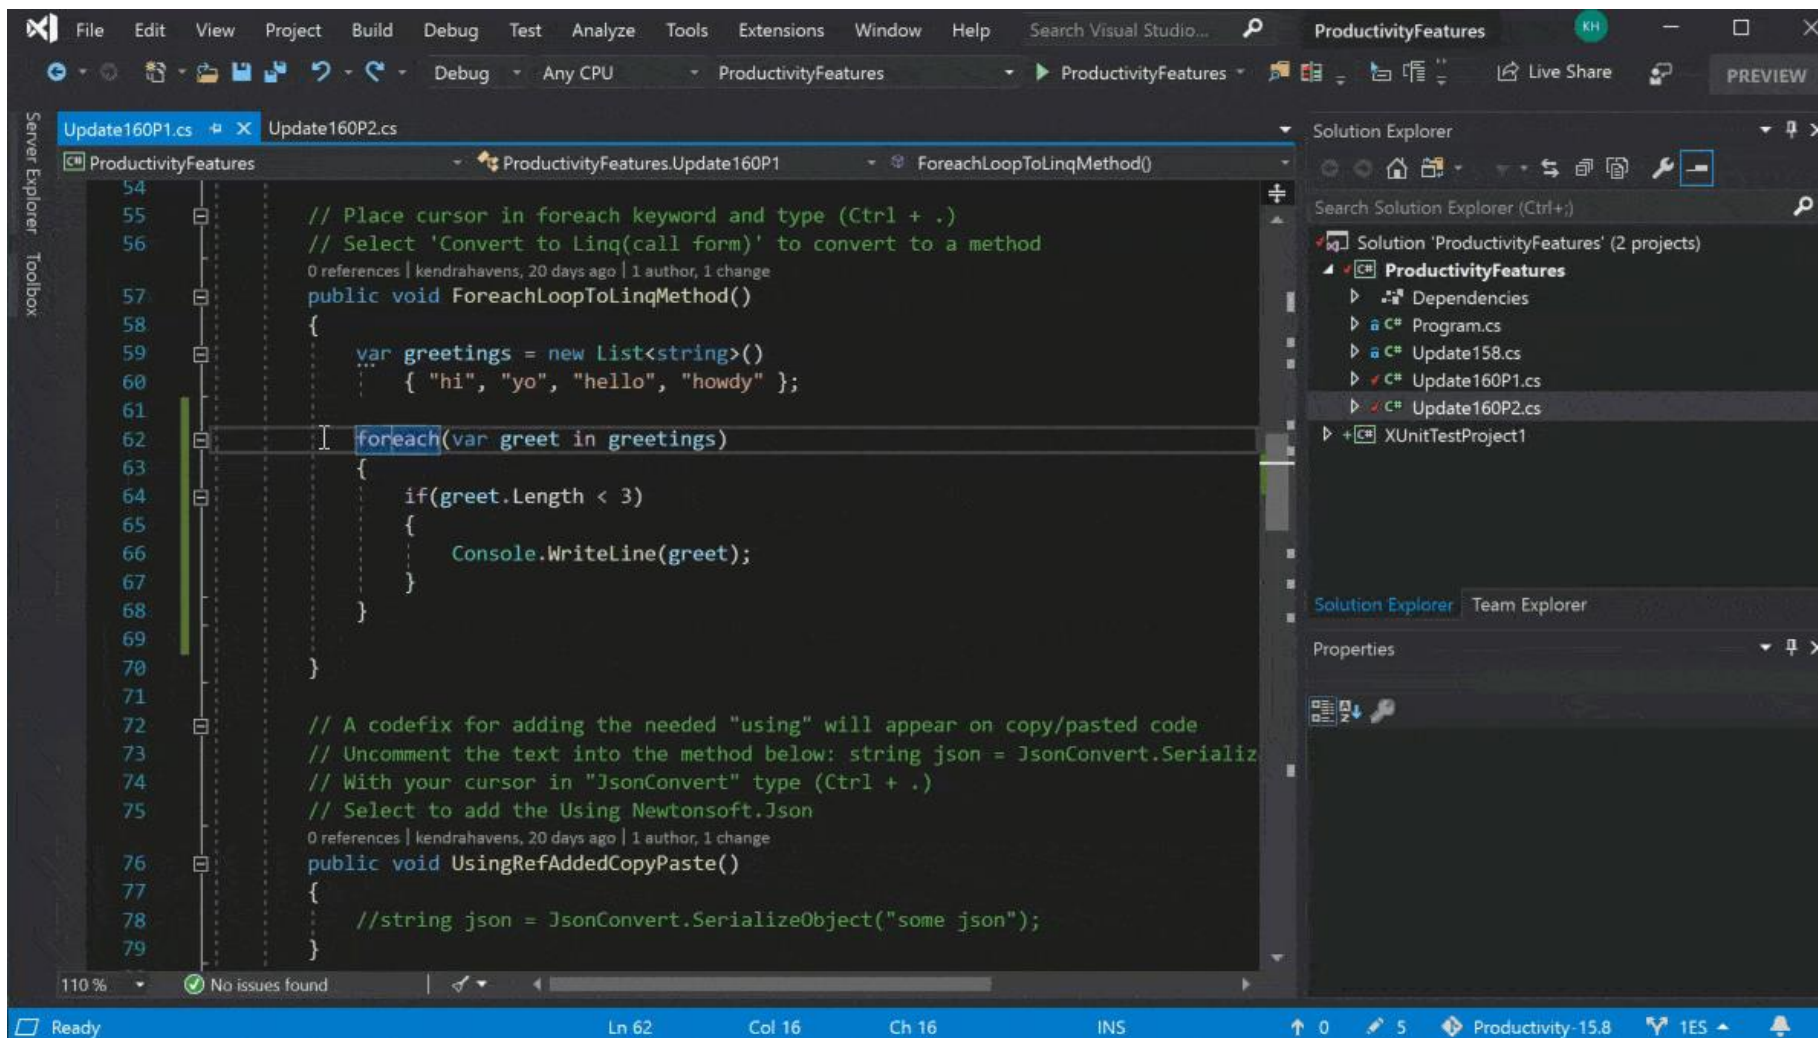 File Edit View Project Build Debug Test Analyze Tools Extensions Window Help Search Visual Studio... ProductivityFeatures KH
Debug Any CPU ProductivityFeatures ProductivityFeatures Live Share PREVIEW
Server Explorer
Toolbox
Update160P1.cs Update160P2.cs
C# ProductivityFeatures ProductivityFeatures.Update160P1 ForeachLoopToLinqMethod()
54
55 // Place cursor in foreach keyword and type (Ctrl + .)
56 // Select 'Convert to Linq(call form)' to convert to a method
0 references | kendrahavens, 20 days ago | 1 author, 1 change
57 public void ForeachLoopToLinqMethod()
58 {
59 var greetings = new List<string>()
60 { "hi", "yo", "hello", "howdy" };
61
62 foreach(var greet in greetings)
63 {
64 if(greet.Length < 3)
65 {
66 Console.WriteLine(greet);
67 }
68 }
69
70 }
71
72 // A codefix for adding the needed "using" will appear on copy/pasted code
73 // Uncomment the text into the method below: string json = JsonConvert.Serializ
74 // With your cursor in "JsonConvert" type (Ctrl + .)
75 // Select to add the Using Newtonsoft.Json
0 references | kendrahavens, 20 days ago | 1 author, 1 change
76 public void UsingRefAddedCopyPaste()
77 {
78 //string json = JsonConvert.SerializeObject("some json");
79 }
110 % No issues found
Solution Explorer
Search Solution Explorer (Ctrl+;)
Solution 'ProductivityFeatures' (2 projects)
C# ProductivityFeatures
Dependencies
C# Program.cs
C# Update158.cs
C# Update160P1.cs
C# Update160P2.cs
C# XUnitTestProject1
Solution Explorer Team Explorer
Properties
Ready Ln 62 Col 16 Ch 16 INS 0 5 Productivity-15.8 1ES